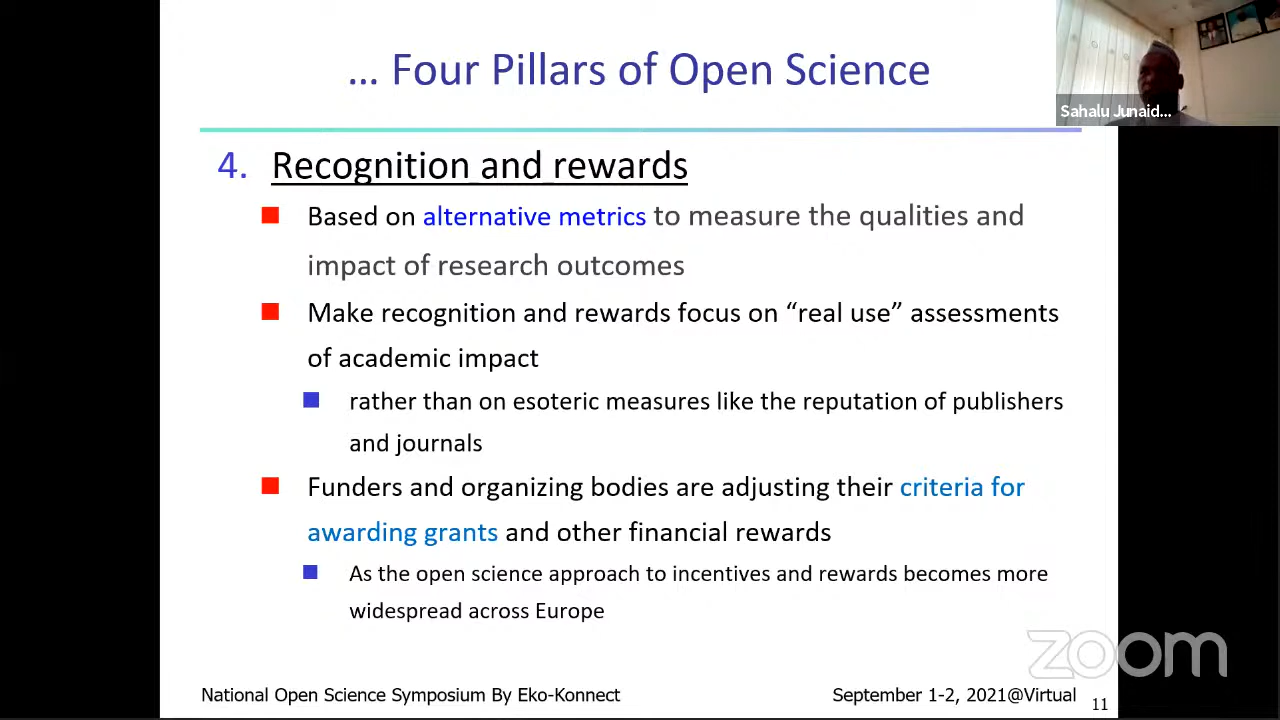 ... Four Pillars of Open Science
Sahalu Junaid...
4. Recognition and rewards
Based on alternative metrics to measure the qualities and
impact of research outcomes
Make recognition and rewards focus on “real use” assessments
of academic impact
rather than on esoteric measures like the reputation of publishers
and journals
Funders and organizing bodies are adjusting their criteria for
awarding grants and other financial rewards
As the open science approach to incentives and rewards becomes more
widespread across Europe
zoom
National Open Science Symposium By Eko-Konnect
September 1-2, 2021@Virtual
11